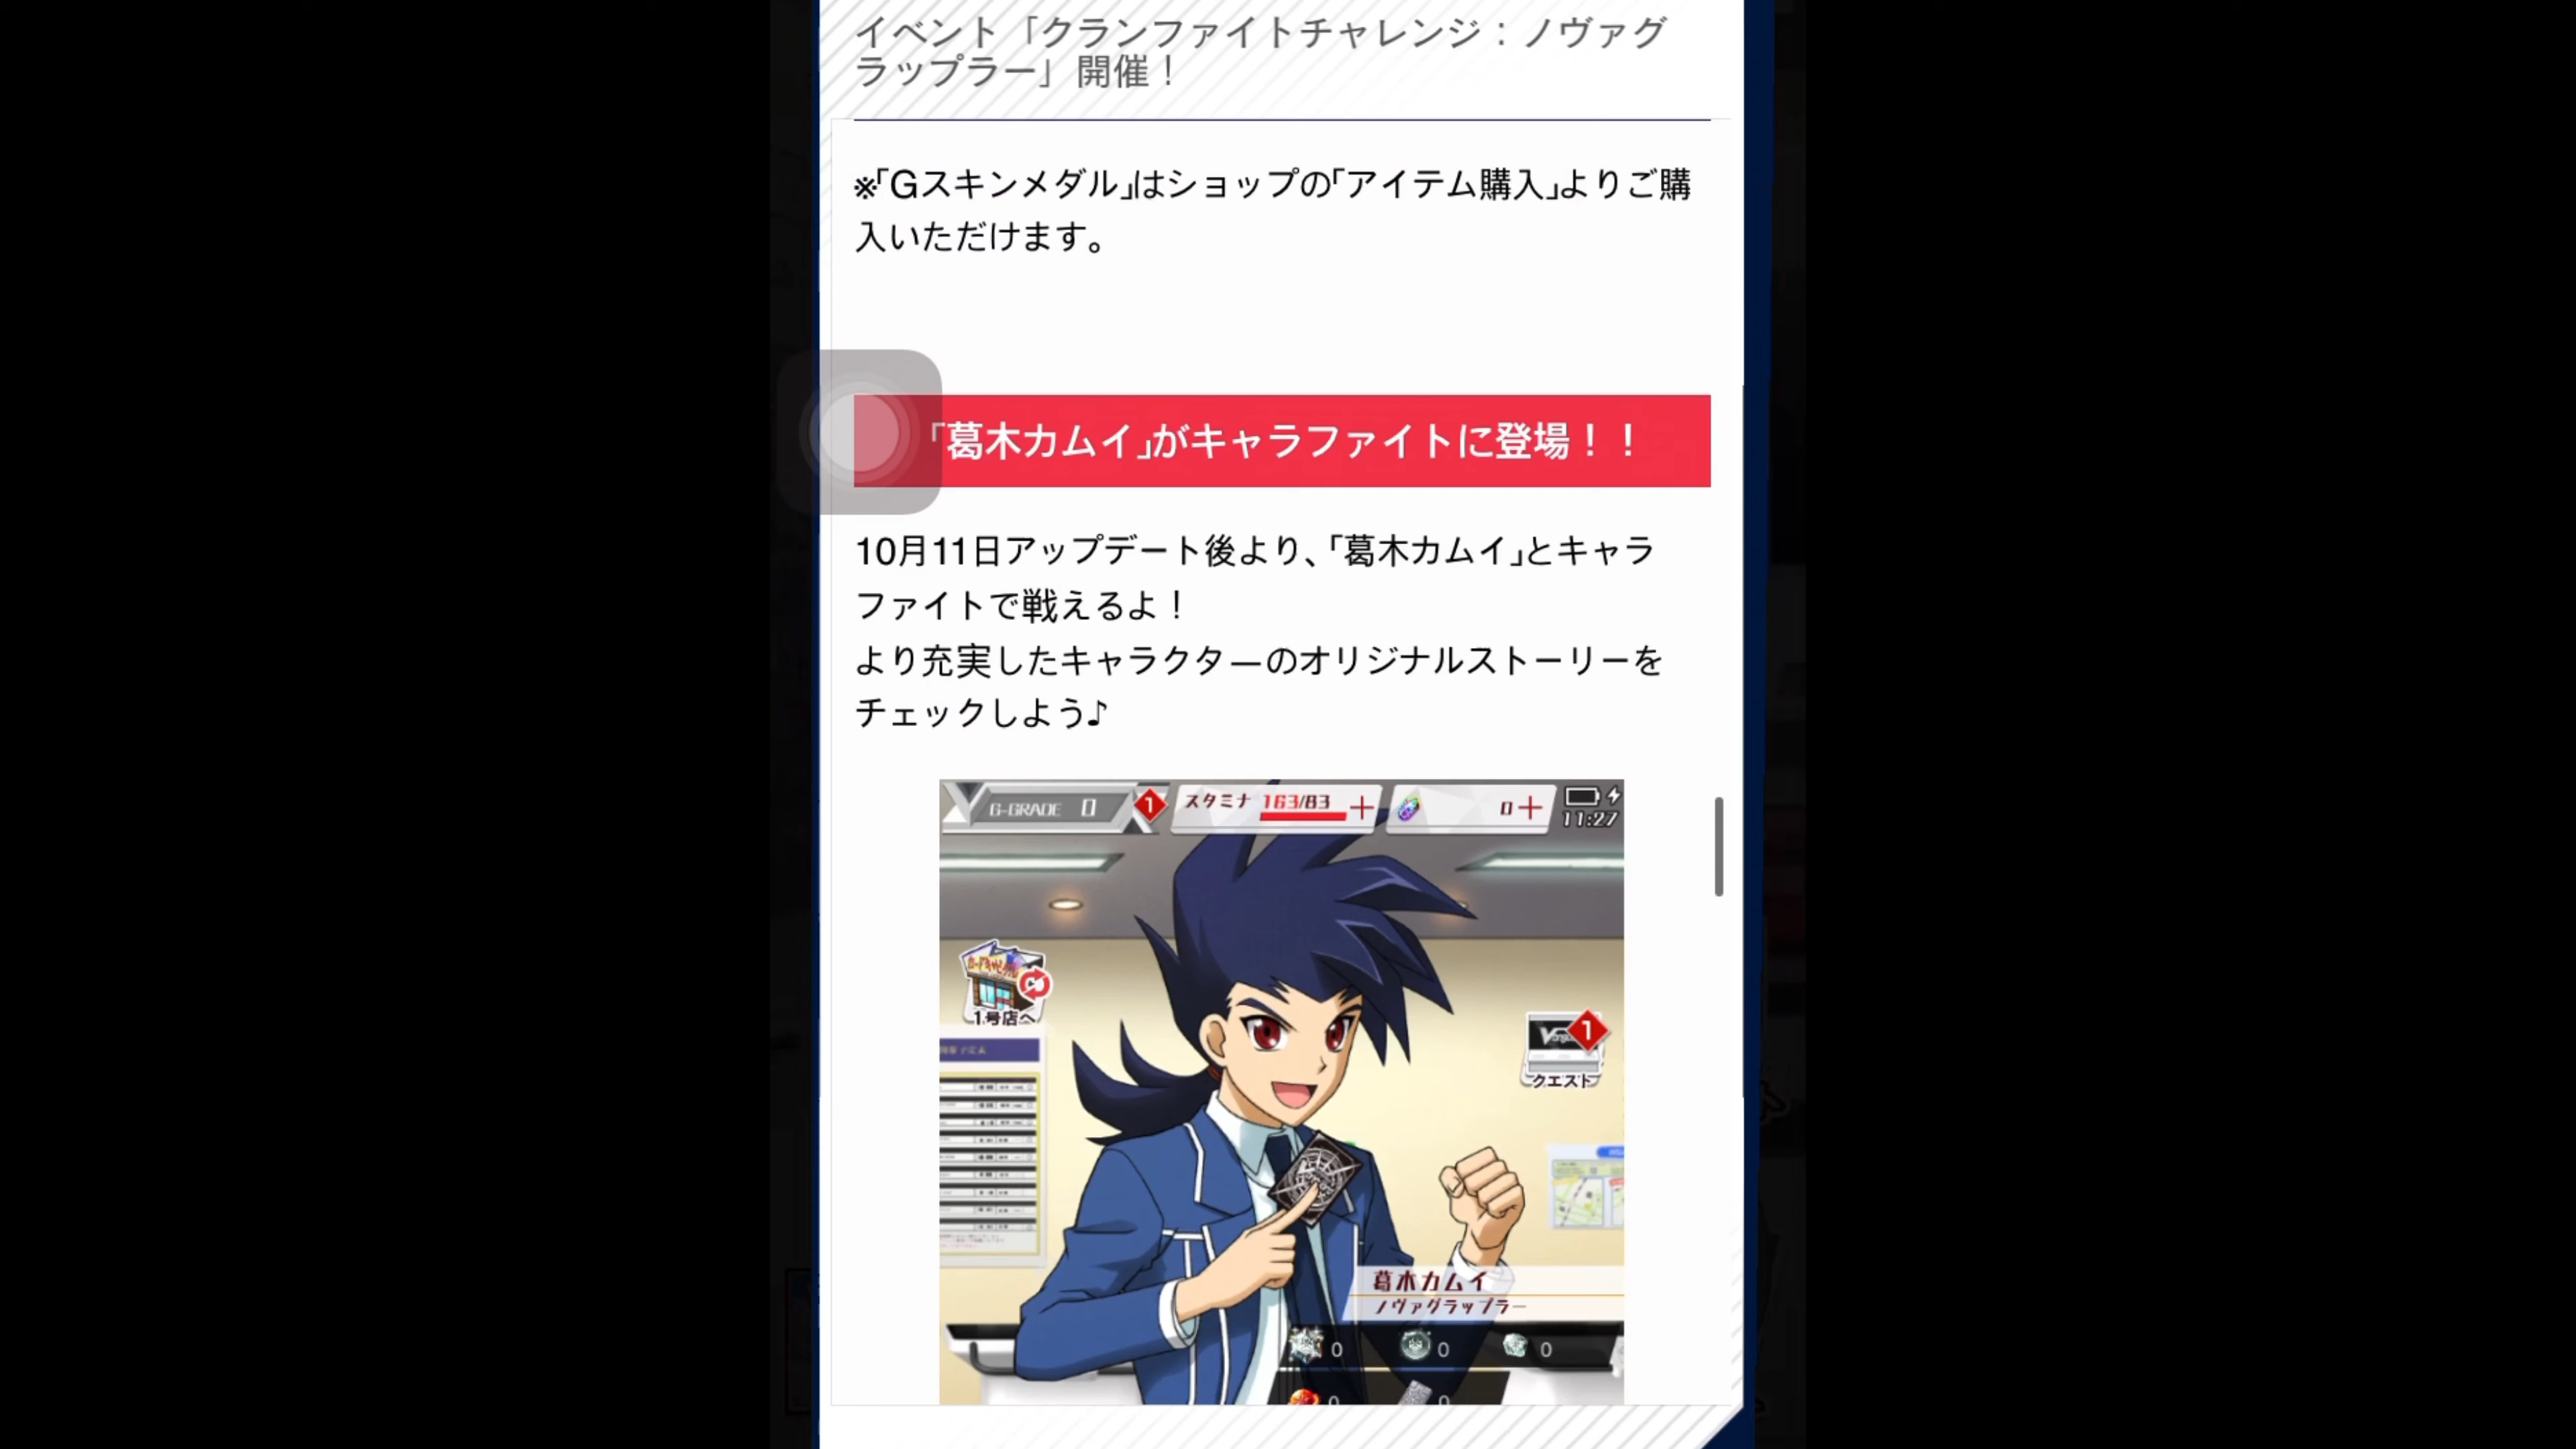 イベント「クランファイトチャレンジ：ノヴァグ
ラップラー」開催！
※「Gスキンメダル」はショップの「アイテム購入」よりご購
入いただけます。
「葛木カムイ」がキャラファイトに登場！！
10月11日アップデート後より、「葛木カムイ」とキャラ
ファイトで戦えるよ！
より充実したキャラクターのオリジナルストーリーを
チェックしよう♪
G-GRADE 0
1
スタミナ 163/83
0
11:27
1号店へ
1
クエスト
葛木カムイ
ノヴァグラップラー
0 0 0
0 0